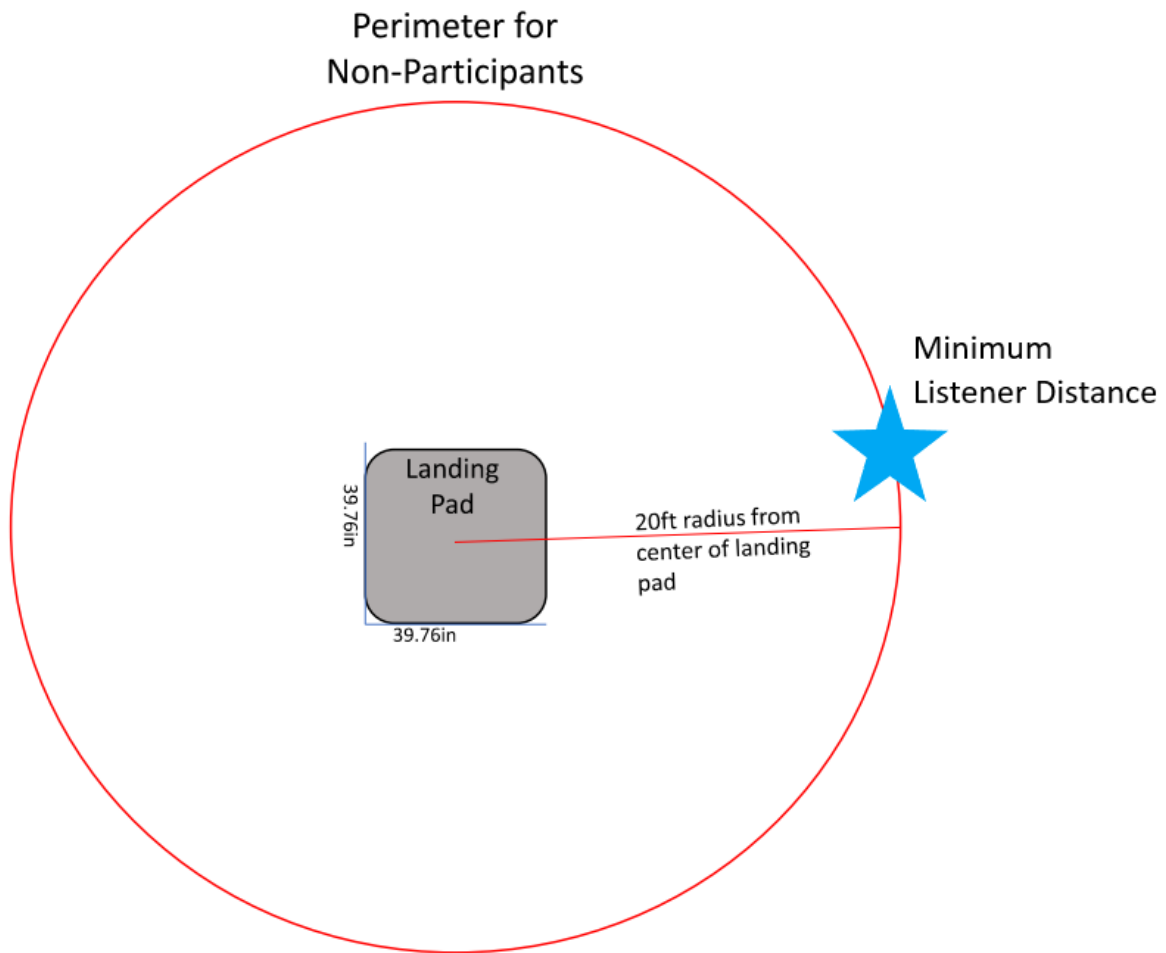 Perimeter for
Non-Participants
Minimum
Listener Distance
Landing
Pad
39.76in
20ft radius from
center of landing
pad
39.76in